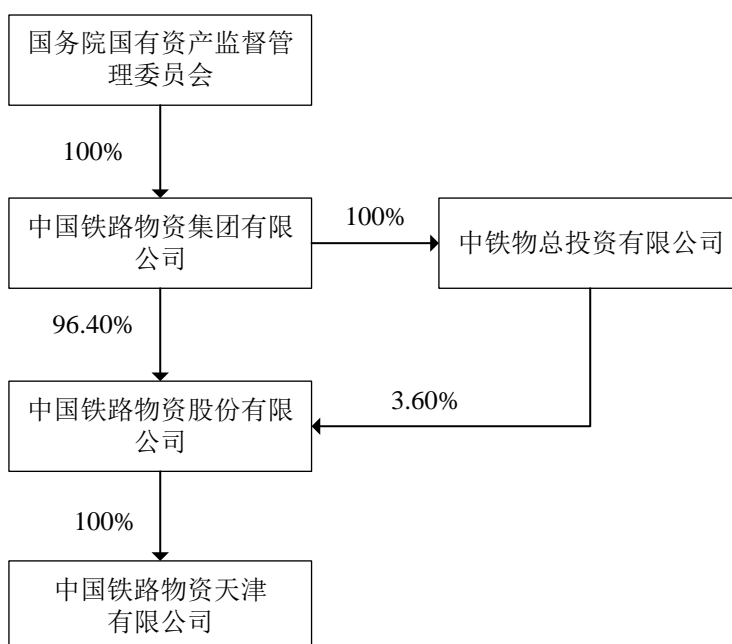 国务院国有资产监督管
理委员会
100%
中国铁路物资集团有限
公司
100%
中铁物总投资有限公司
96.40%
中国铁路物资股份有限
公司
3.60%
100%
中国铁路物资天津
有限公司